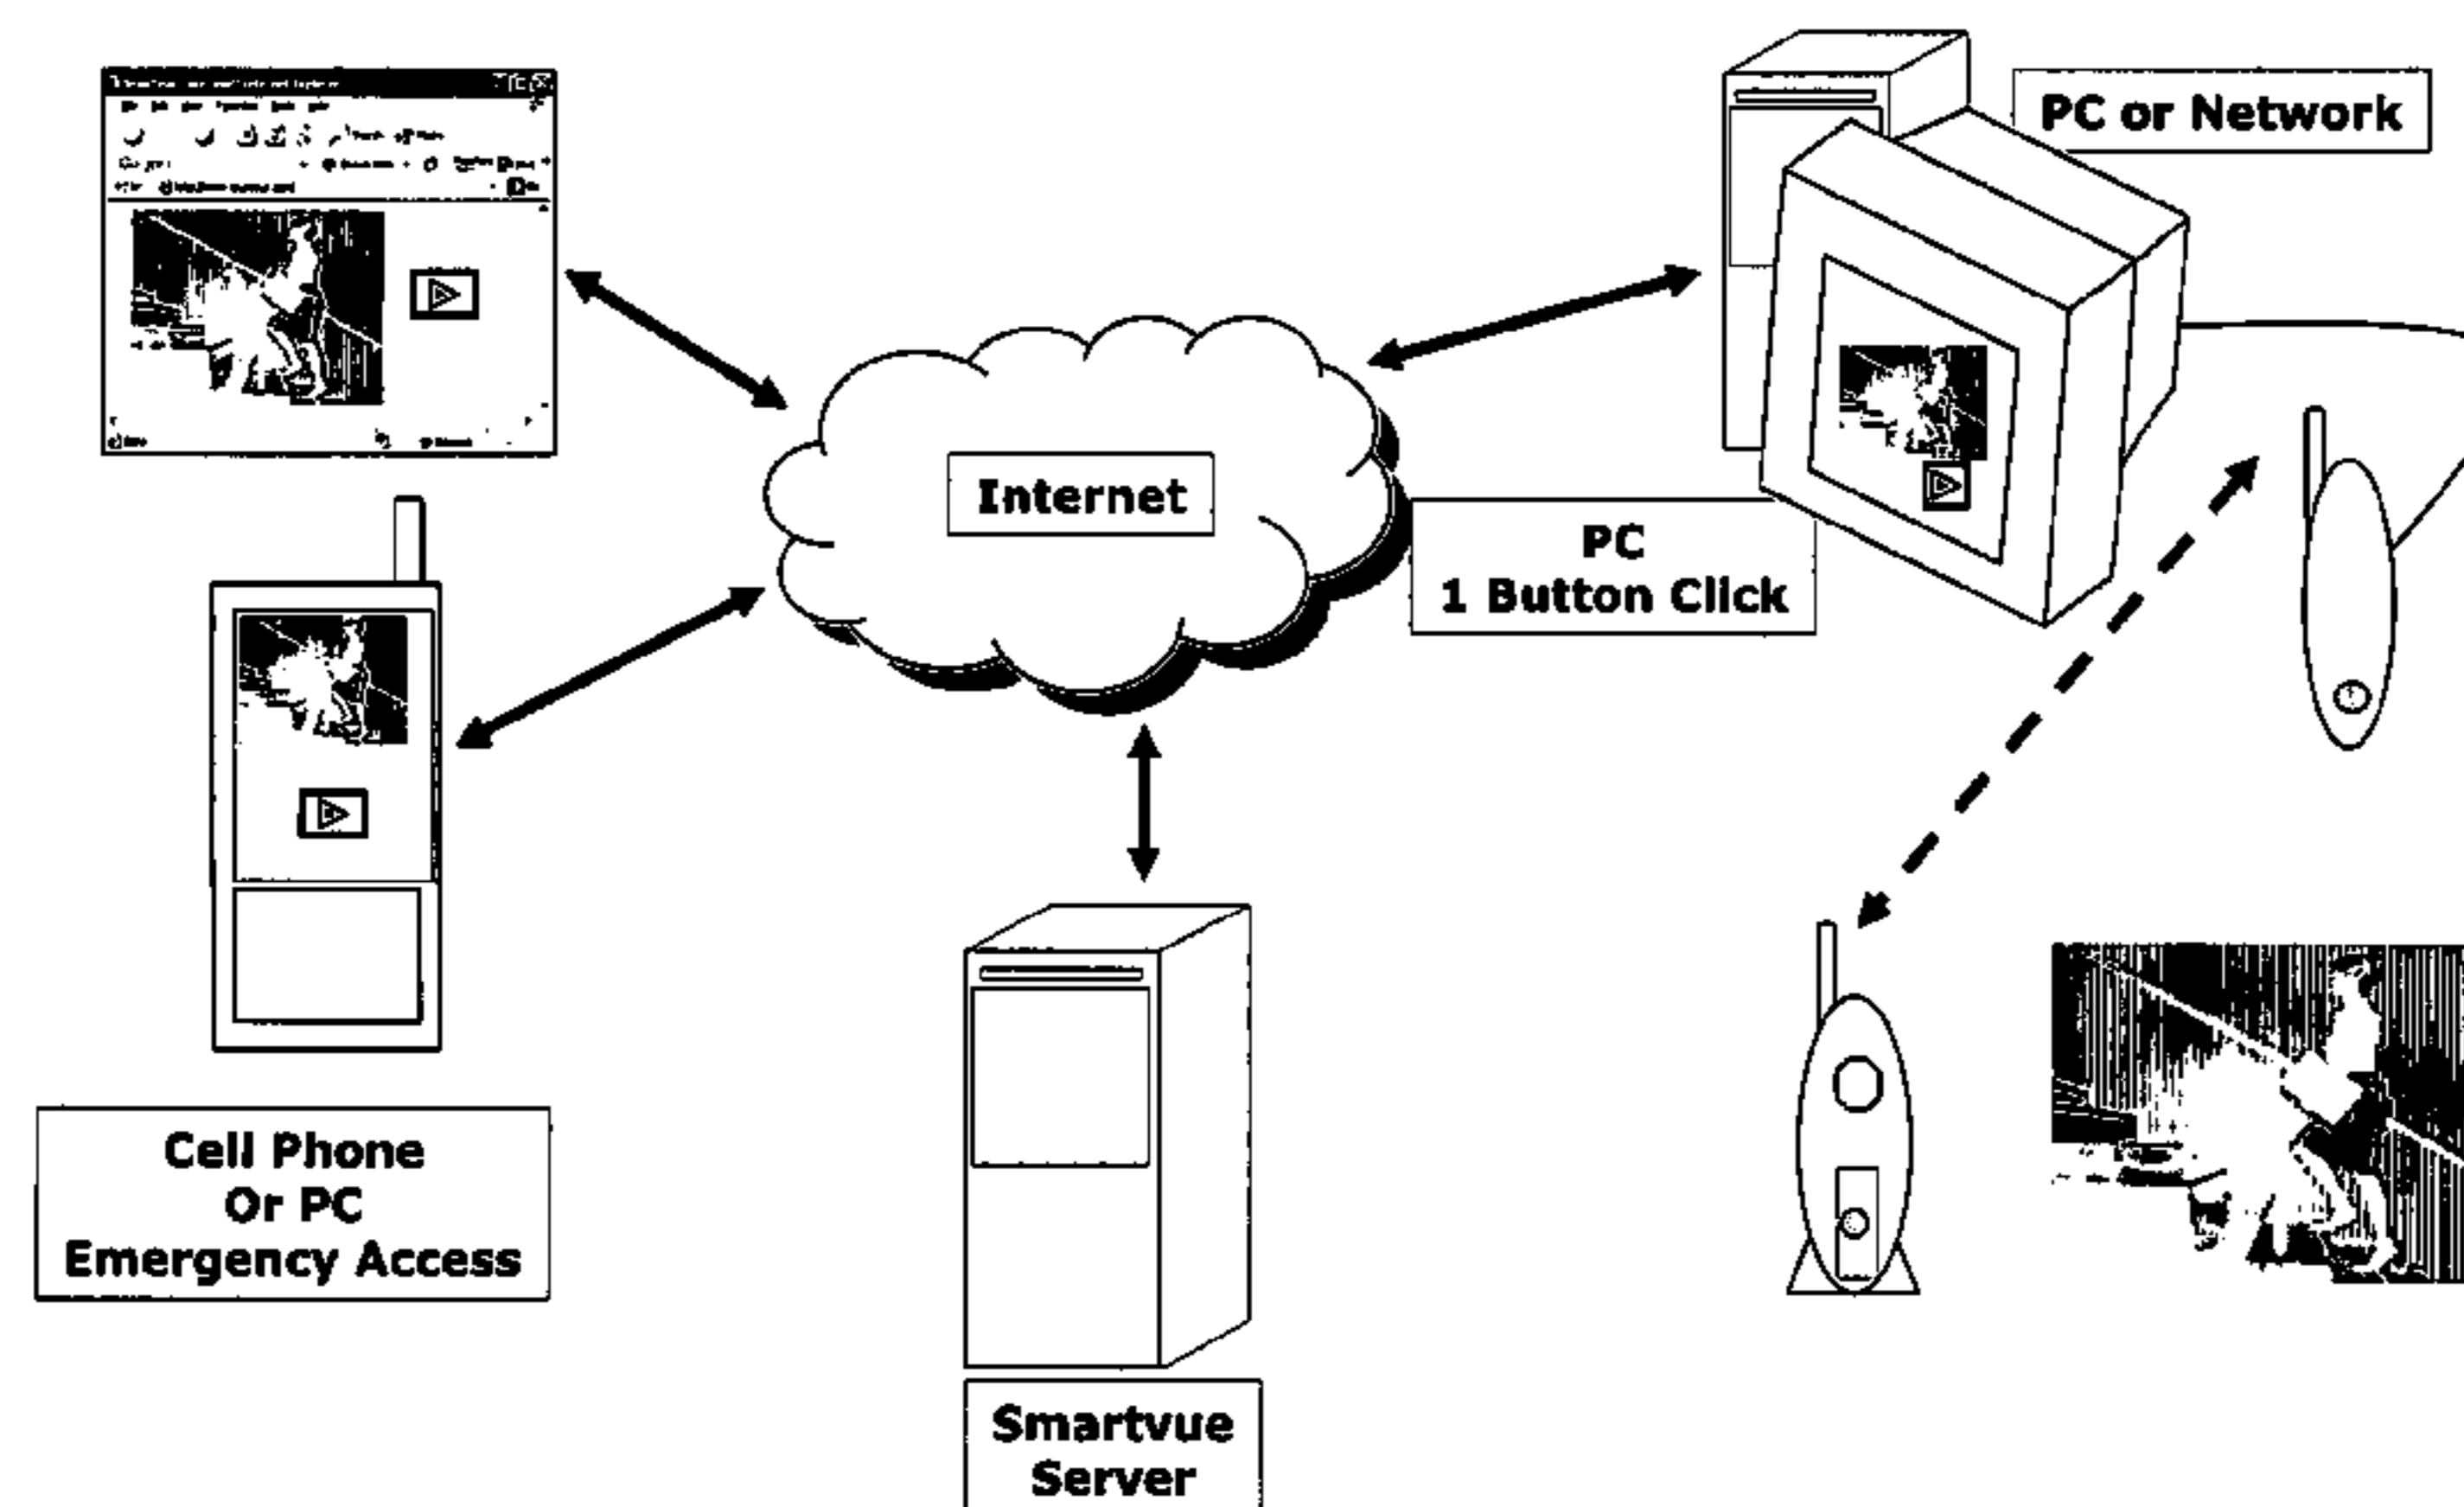 PC or Network
Internet
PC
1 Button Click
Cell Phone
Or PC
Emergency Access
Smartvue
Server